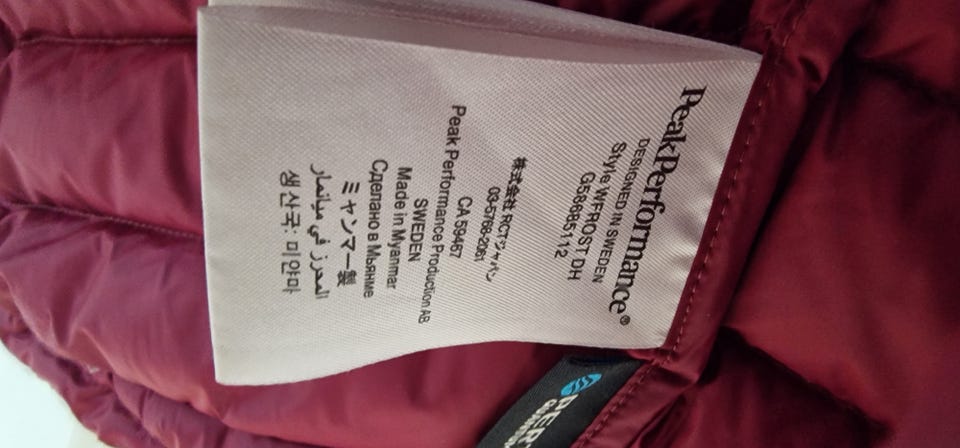 PeakPerformance®
DESIGNED IN SWEDEN
Style WFROST DH
G58685112
株式会社 RCTジャパン
03-5768-2061
CA 59467
Peak Performance Production AB
SWEDEN
Made in Myanmar
Сделано в Мьянме
ミャンマー製
المحرز في ميانمار
생산국: 미얀마